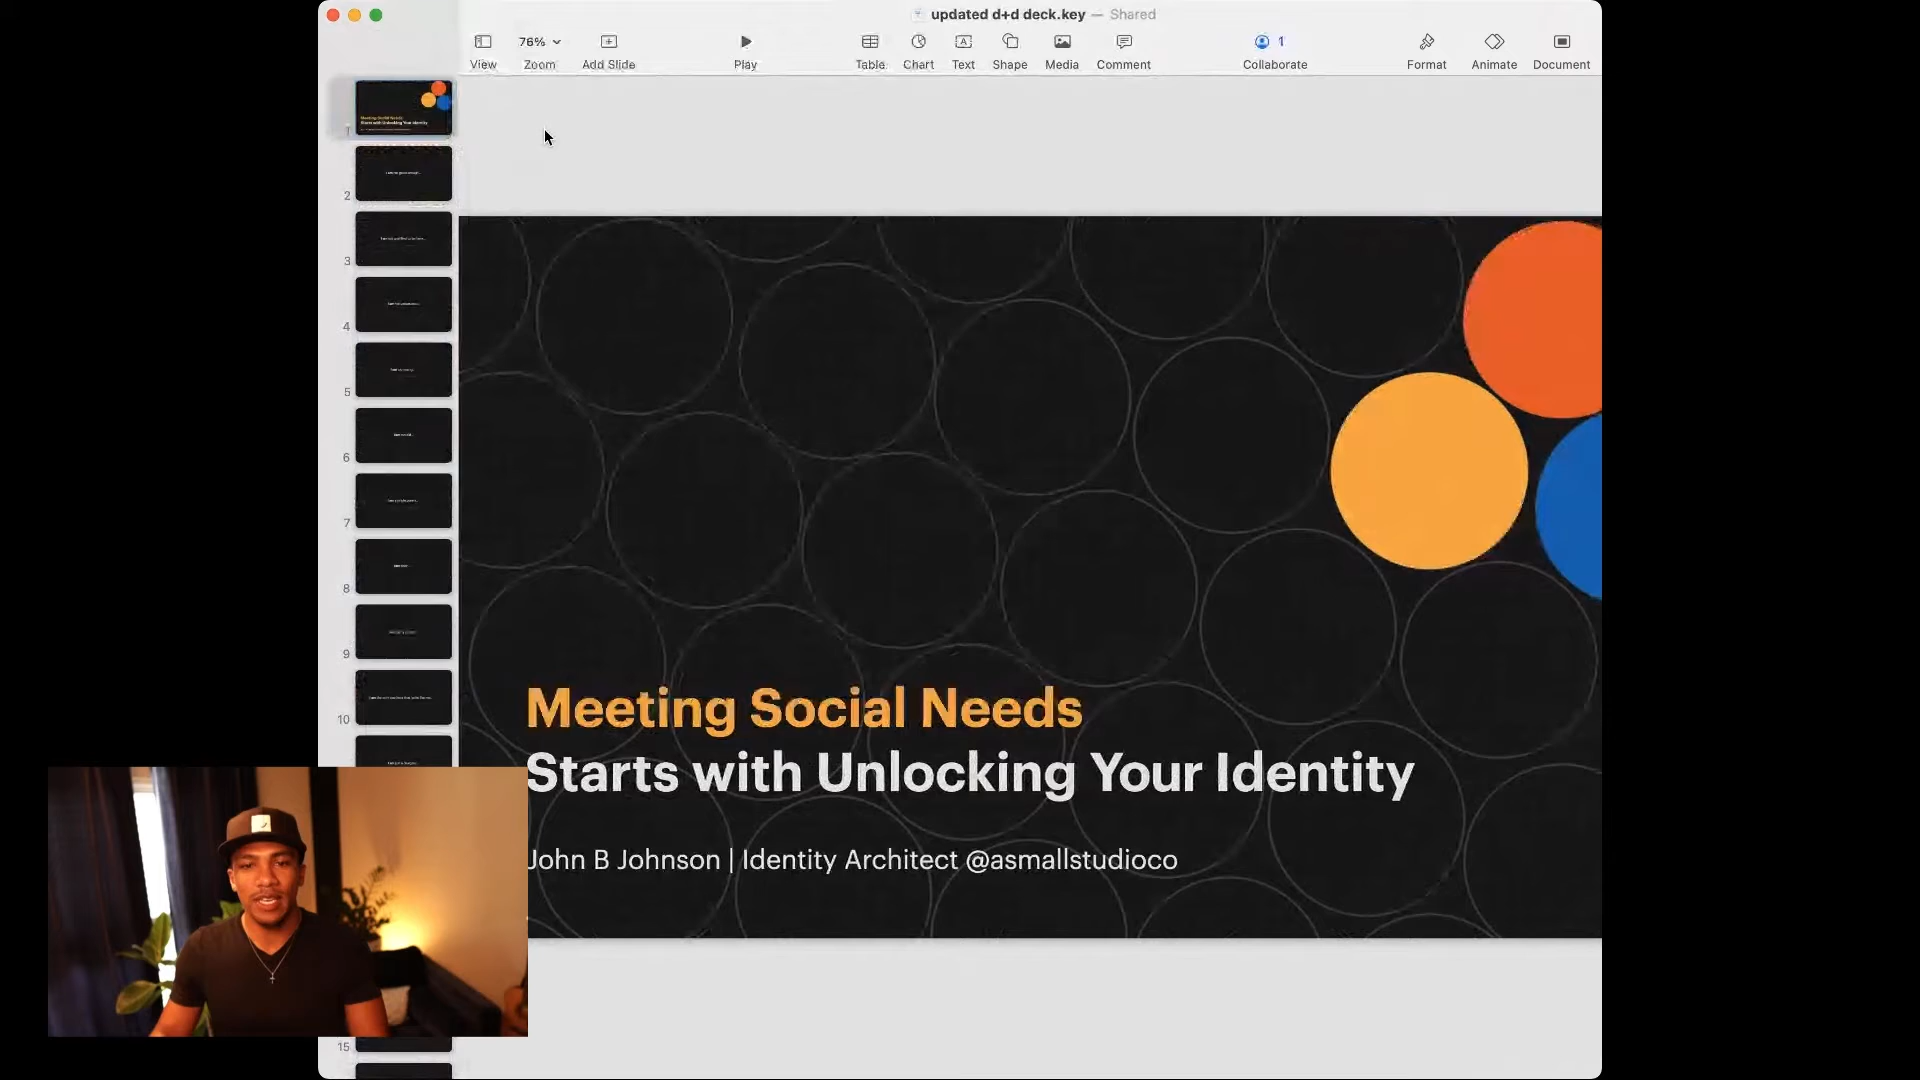 updated d+d deck.key — Shared
76%
1
View
Zoom
Add Slide
Play
Table
Chart
Text
Shape
Media
Comment
Collaborate
Format
Animate
Document
1
2
3
4
5
6
7
8
9
10
15
Meeting Social Needs
Starts with Unlocking Your Identity
John B Johnson | Identity Architect @asmallstudioco